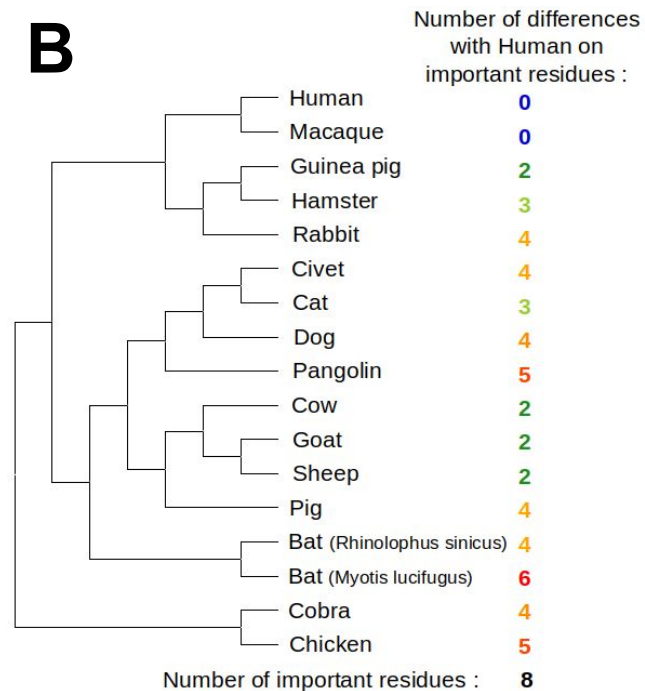 B
Number of differences
with Human on
important residues :
Human 0
Macaque 0
Guinea pig 2
Hamster 3
Rabbit 4
Civet 4
Cat 3
Dog 4
Pangolin 5
Cow 2
Goat 2
Sheep 2
Pig 4
Bat (Rhinolophus sinicus) 4
Bat (Myotis lucifugus) 6
Cobra 4
Chicken 5
Number of important residues : 8